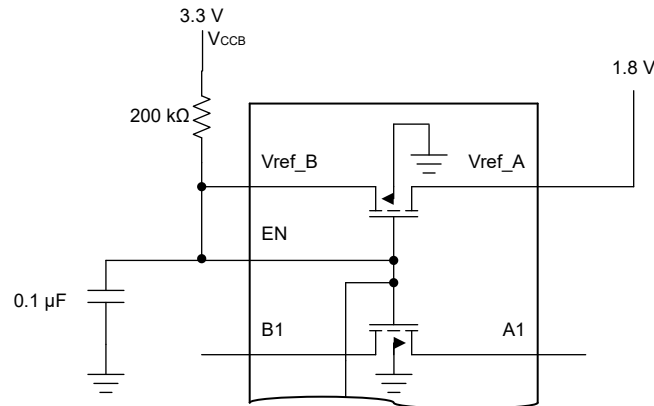 3.3 V
VCCB
1.8 V
200 kΩ
Vref_B
Vref_A
EN
0.1 µF
B1
A1